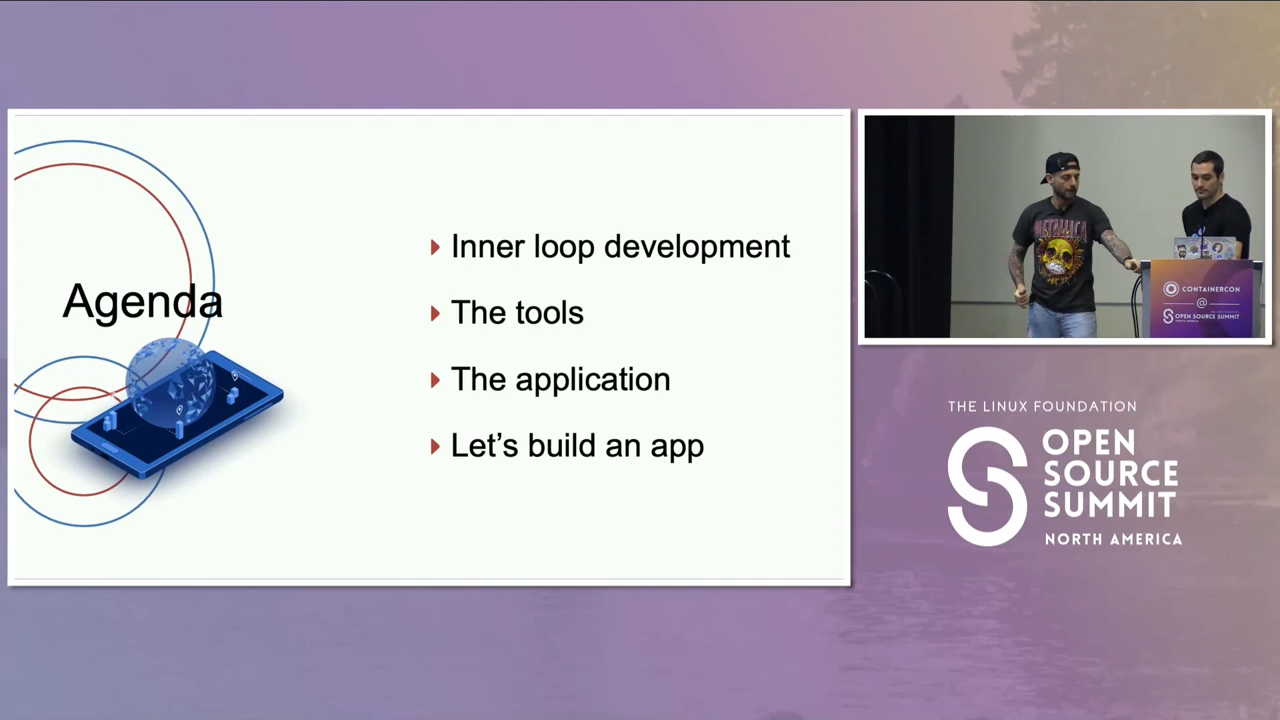 Agenda
Inner loop development
The tools
The application
Let's build an app
METALLICA
CONTAINERCON
@
OPEN SOURCE SUMMIT
THE LINUX FOUNDATION
OPEN
SOURCE
SUMMIT
NORTH AMERICA